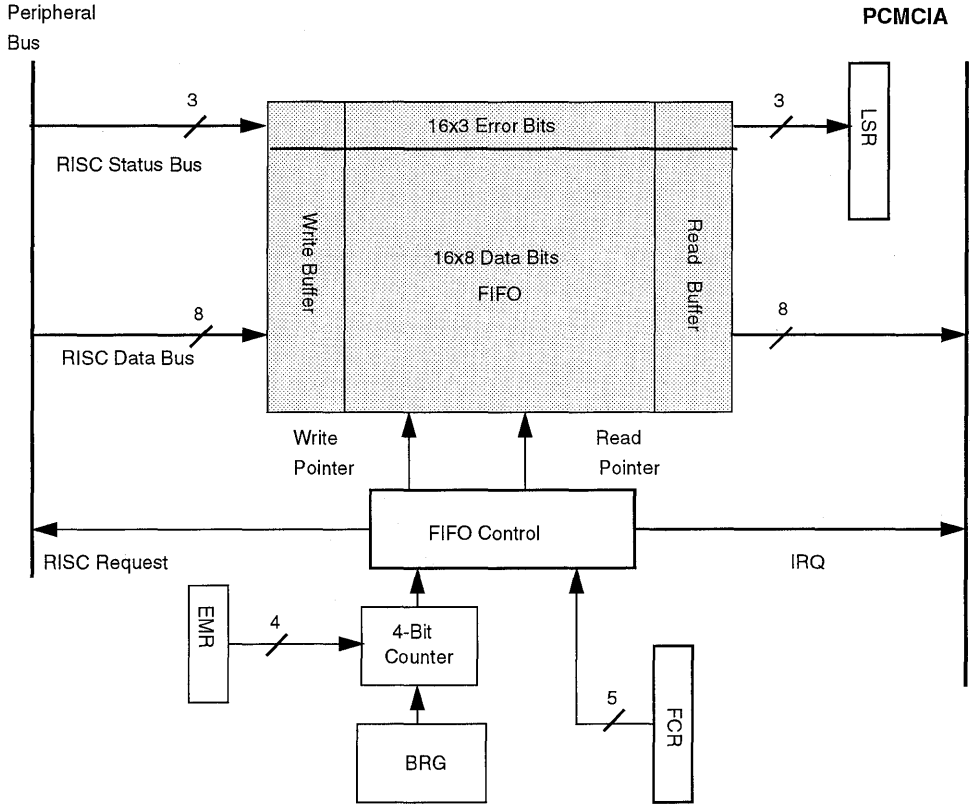 Peripheral
Bus
PCMCIA
3
16x3 Error Bits
3
LSR
RISC Status Bus
Write Buffer
16x8 Data Bits
FIFO
Read Buffer
8
8
RISC Data Bus
Write
Pointer
Read
Pointer
FIFO Control
RISC Request
IRQ
EMR
4
4-Bit
Counter
5
FCR
BRG